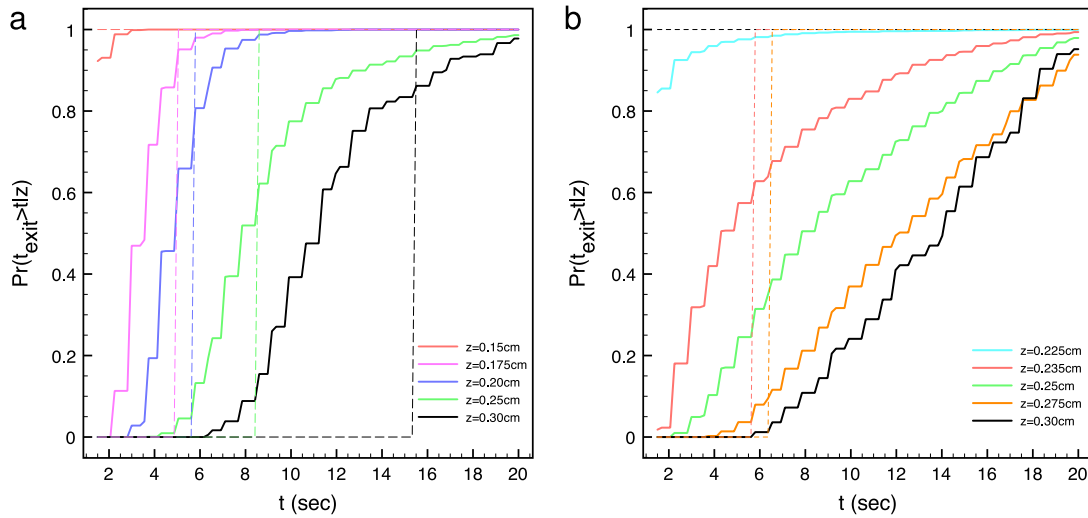 a
Pr(t_exit>t|z)
1
0.8
0.6
0.4
0.2
0
2 4 6 8 10 12 14 16 18 20
t (sec)
z=0.15cm
z=0.175cm
z=0.20cm
z=0.25cm
z=0.30cm
b
Pr(t_exit>t|z)
1
0.8
0.6
0.4
0.2
0
2 4 6 8 10 12 14 16 18 20
t (sec)
z=0.225cm
z=0.235cm
z=0.25cm
z=0.275cm
z=0.30cm